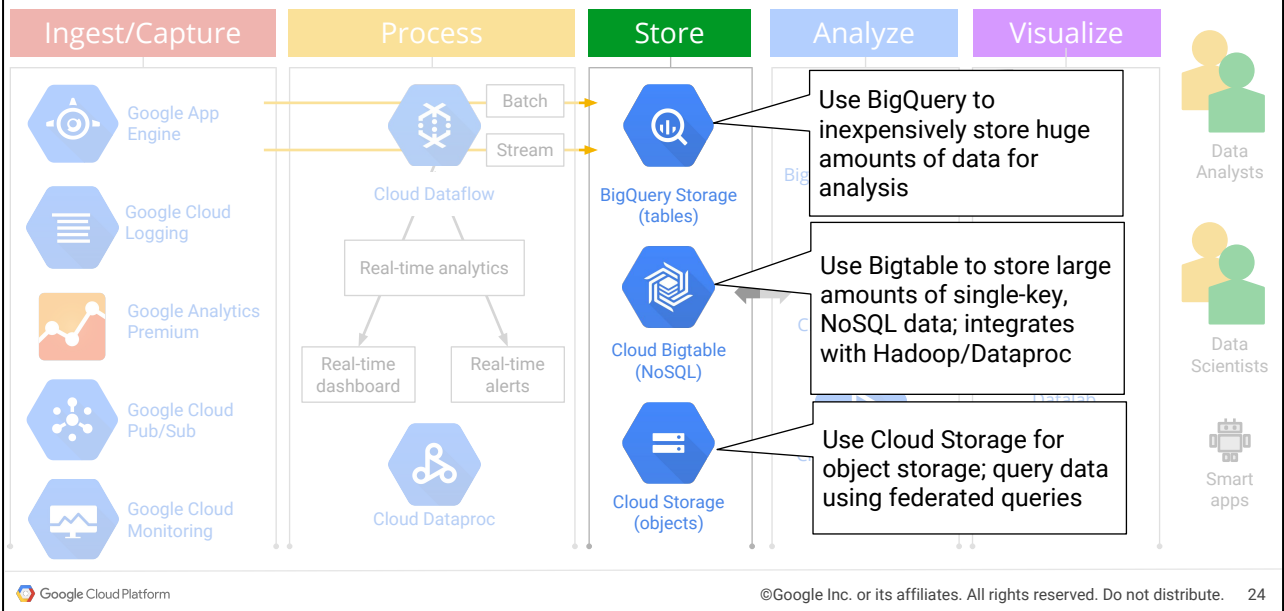 Ingest/Capture
Process
Store
Analyze
Visualize
Google App
Engine
Google Cloud
Logging
Google Analytics
Premium
Google Cloud
Pub/Sub
Google Cloud
Monitoring
Batch
Stream
Cloud Dataflow
Real-time analytics
Real-time
dashboard
Real-time
alerts
Cloud Dataproc
BigQuery Storage
(tables)
Cloud Bigtable
(NoSQL)
Cloud Storage
(objects)
Big
Use BigQuery to
inexpensively store huge
amounts of data for
analysis
C
Use Bigtable to store large
amounts of single-key,
NoSQL data; integrates
with Hadoop/Dataproc
Datalab
Use Cloud Storage for
object storage; query data
using federated queries
Data
Analysts
Data
Scientists
Smart
apps
Google Cloud Platform
©Google Inc. or its affiliates. All rights reserved. Do not distribute. 24